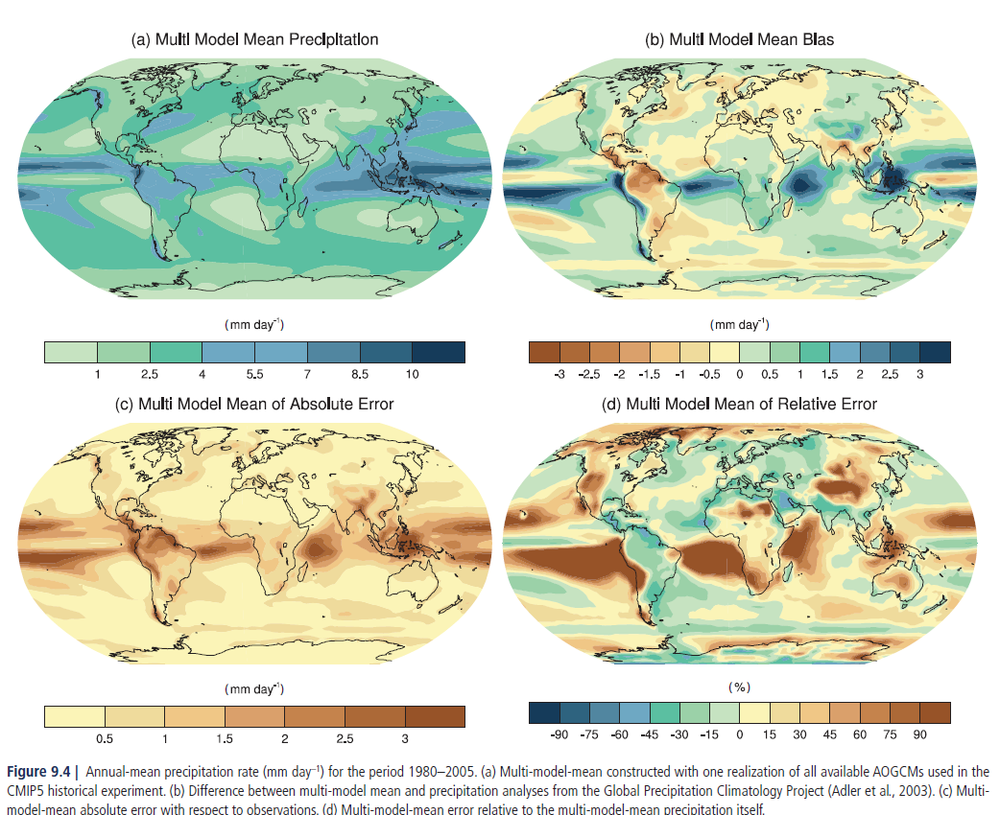 (a) Multi Model Mean Precipitation
(b) Multi Model Mean Bias
(mm day-1)
1 2.5 4 5.5 7 8.5 10
(mm day-1)
-3 -2.5 -2 -1.5 -1 -0.5 0 0.5 1 1.5 2 2.5 3
(c) Multi Model Mean of Absolute Error
(d) Multi Model Mean of Relative Error
(mm day-1)
0.5 1 1.5 2 2.5 3
(%)
-90 -75 -60 -45 -30 -15 0 15 30 45 60 75 90
Figure 9.4 | Annual-mean precipitation rate (mm day–1) for the period 1980–2005. (a) Multi-model-mean constructed with one realization of all available AOGCMs used in the
CMIP5 historical experiment. (b) Difference between multi-model mean and precipitation analyses from the Global Precipitation Climatology Project (Adler et al., 2003). (c) Multi-
model-mean absolute error with respect to observations. (d) Multi-model-mean error relative to the multi-model-mean precipitation itself.